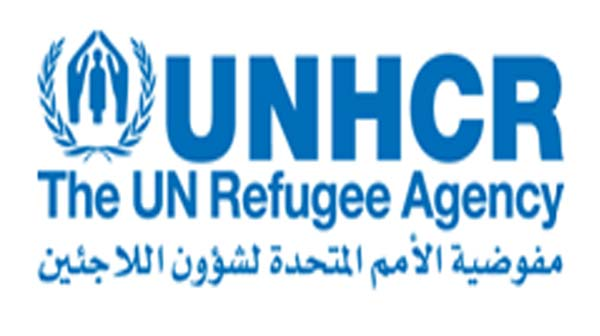 UNHCR
The UN Refugee Agency
مفوضية الأمم المتحدة لشؤون اللاجئين